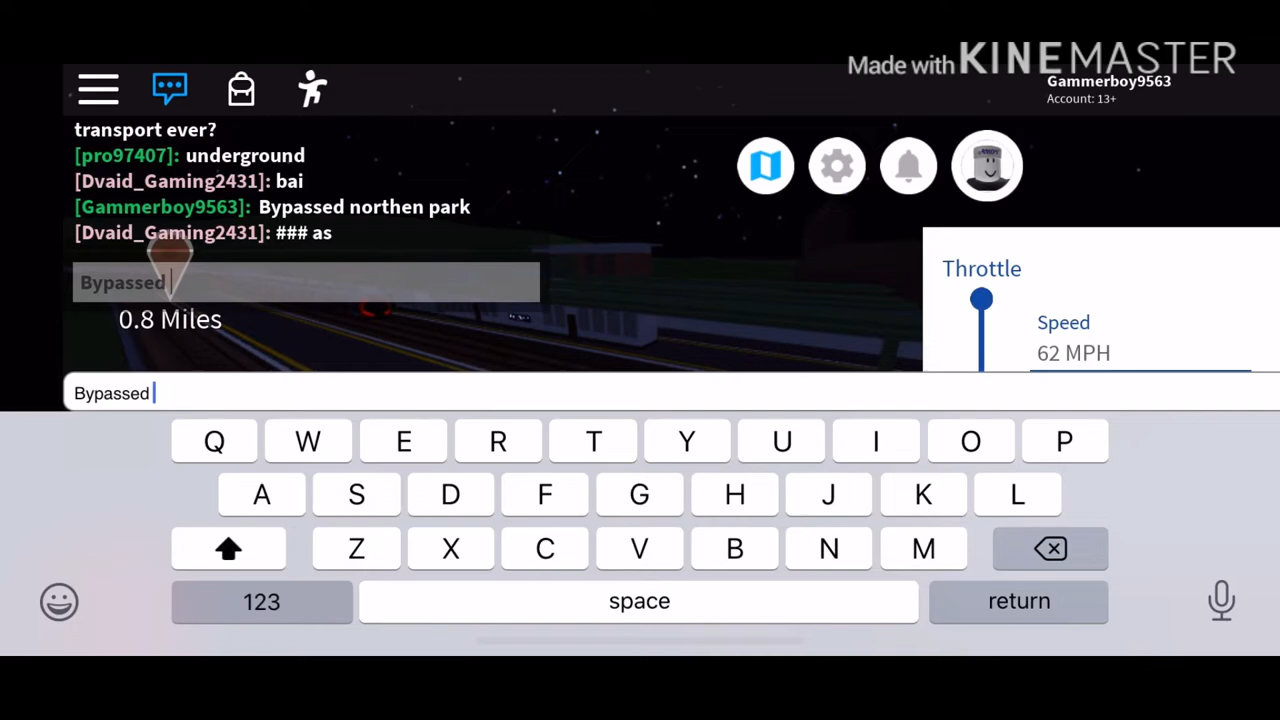 Made with KINEMASTER
Gammerboy9563
Account: 13+
transport ever?
[pro97407]: underground
[Dvaid_Gaming2431]: bai
[Gammerboy9563]: Bypassed northen park
[Dvaid_Gaming2431]: ### as
Bypassed
0.8 Miles
Throttle
Speed
62 MPH
Bypassed
Q W E R T Y U I O P
A S D F G H J K L
Z X C V B N M
123 space return